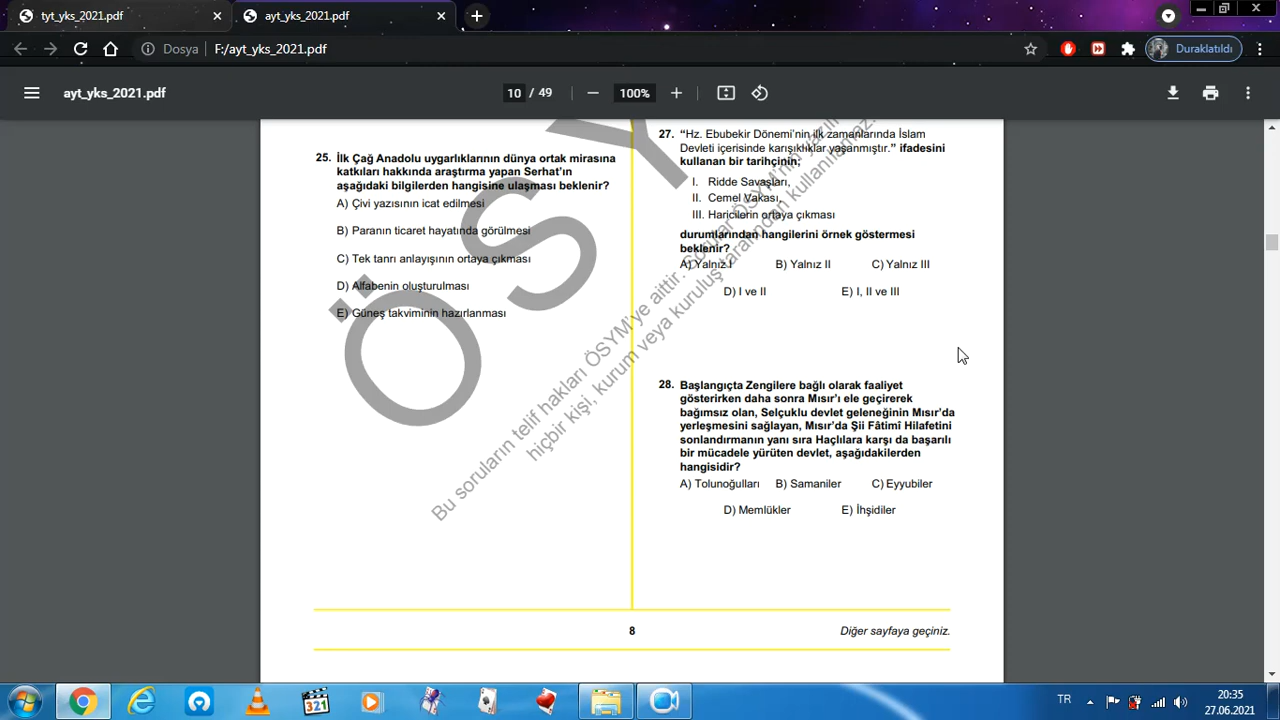 tyt_yks_2021.pdf
ayt_yks_2021.pdf
Dosya
F:/ayt_yks_2021.pdf
Duraklatıldı
ayt_yks_2021.pdf
10 / 49
100%
25. İlk Çağ Anadolu uygarlıklarının dünya ortak mirasına
katkıları hakkında araştırma yapan Serhat'ın
aşağıdaki bilgilerden hangisine ulaşması beklenir?
A) Çivi yazısının icat edilmesi
B) Paranın ticaret hayatında görülmesi
C) Tek tanrı anlayışının ortaya çıkması
D) Alfabenin oluşturulması
E) Güneş takviminin hazırlanması
27. "Hz. Ebubekir Dönemi'nin ilk zamanlarında İslam
Devleti içerisinde karışıklıklar yaşanmıştır." ifadesini
kullanan bir tarihçinin;
I. Ridde Savaşları,
II. Cemel Vakası,
III. Haricilerin ortaya çıkması
durumlarından hangilerini örnek göstermesi
beklenir?
A) Yalnız I B) Yalnız II C) Yalnız III
D) I ve II E) I, II ve III
28. Başlangıçta Zengilere bağlı olarak faaliyet
gösterirken daha sonra Mısır'ı ele geçirerek
bağımsız olan, Selçuklu devlet geleneğinin Mısır'da
yerleşmesini sağlayan, Mısır'da Şii Fâtımî Hilafetini
sonlandırmanın yanı sıra Haçlılara karşı da başarılı
bir mücadele yürüten devlet, aşağıdakilerden
hangisidir?
A) Tolunoğulları B) Samaniler C) Eyyubiler
D) Memlükler E) İhşidiler
ÖSY
Bu soruların telif hakları ÖSYM'ye aittir. Sorular ÖSYM'nin yazılı
hiçbir kişi, kurum veya kuruluş tarafından kullanılamaz.
8
Diğer sayfaya geçiniz.
321
TR
20:35
27.06.2021